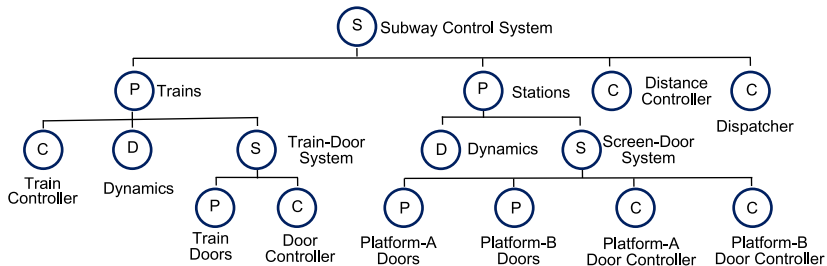 S Subway Control System
P Trains
P Stations
C Distance
Controller
C
Dispatcher
C
Train
Controller
D
Dynamics
S Train-Door
System
D Dynamics
S Screen-Door
System
P
Train
Doors
C
Door
Controller
P
Platform-A
Doors
P
Platform-B
Doors
C
Platform-A
Door Controller
C
Platform-B
Door Controller